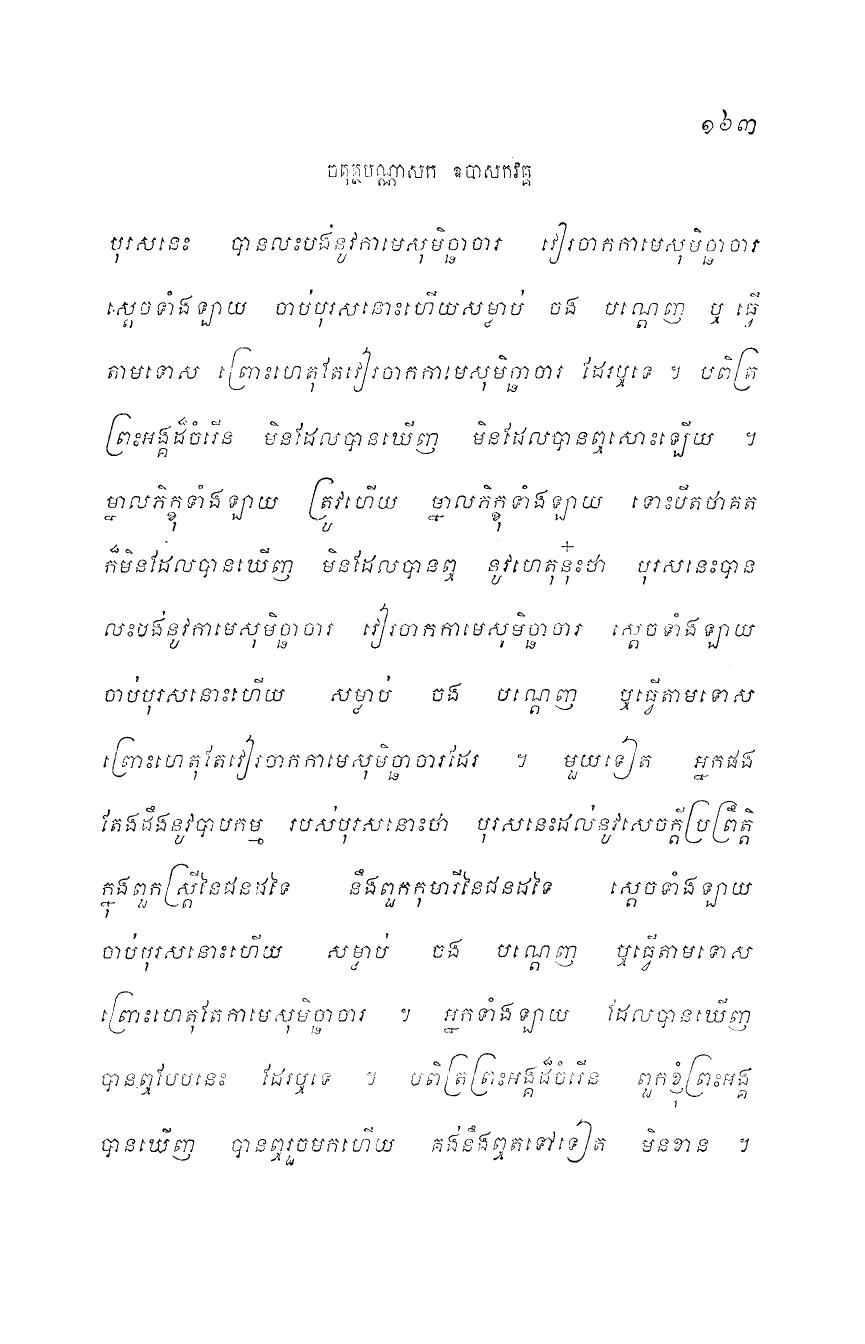 ១៦៣
ចតុត្ថបណ្ណាសក ឧបាសកវគ្គ
បុរសនេះ បានលះបង់នូវកាមេសុមិច្ឆាចារ វៀរចាកកាមេសុមិច្ឆាចារ
ស្តេចទាំងឡាយ ចាប់បុរសនោះហើយសម្លាប់ ចង បណ្តេញ ឬ ធ្វើ
តាមទោស ព្រោះហេតុតែវៀរចាកកាមេសុមិច្ឆាចារ ដែរឬទេ ។ បពិត្រ
ព្រះអង្គដ៏ចំរើន មិនដែលបានឃើញ មិនដែលបានឮសោះឡើយ ។
ម្នាលភិក្ខុទាំងឡាយ ត្រូវហើយ ម្នាលភិក្ខុទាំងឡាយ ទោះបីតថាគត
ក៏មិនដែលបានឃើញ មិនដែលបានឮ នូវហេតុនុ៎ះថា បុរសនេះបាន
លះបង់នូវកាមេសុមិច្ឆាចារ វៀរចាកកាមេសុមិច្ឆាចារ ស្តេចទាំងឡាយ
ចាប់បុរសនោះហើយ សម្លាប់ ចង បណ្តេញ ឬធ្វើតាមទោស
ព្រោះហេតុតែវៀរចាកកាមេសុមិច្ឆាចារដែរ ។ មួយទៀត អ្នកផង
តែងដឹងនូវបាបកម្ម របស់បុរសនោះថា បុរសនេះដល់នូវសេចក្តីប្រព្រឹត្តិ
ក្នុងពួកស្រ្តីនៃជនដទៃ នឹងពួកកុមារីនៃជនដទៃ ស្តេចទាំងឡាយ
ចាប់បុរសនោះហើយ សម្លាប់ ចង បណ្តេញ ឬធ្វើតាមទោស
ព្រោះហេតុតែកាមេសុមិច្ឆាចារ ។ អ្នកទាំងឡាយ ដែលបានឃើញ
បានឮបែបនេះ ដែរឬទេ ។ បពិត្រព្រះអង្គដ៏ចំរើន ពួកខ្ញុំព្រះអង្គ
បានឃើញ បានឮរួចមកហើយ គង់នឹងឮតទៅទៀត មិនខាន ។